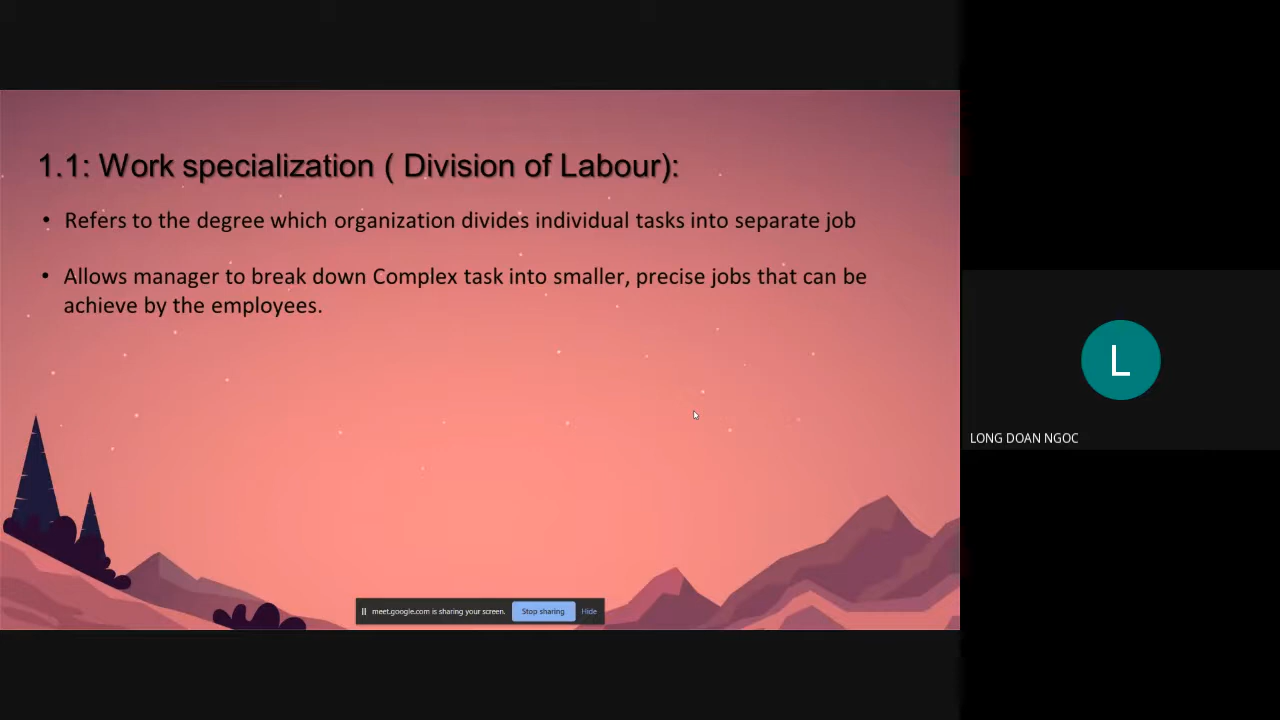 1.1: Work specialization ( Division of Labour):
• Refers to the degree which organization divides individual tasks into separate job
• Allows manager to break down Complex task into smaller, precise jobs that can be
achieve by the employees.
L
LONG DOAN NGOC
meet.google.com is sharing your screen. Stop sharing Hide